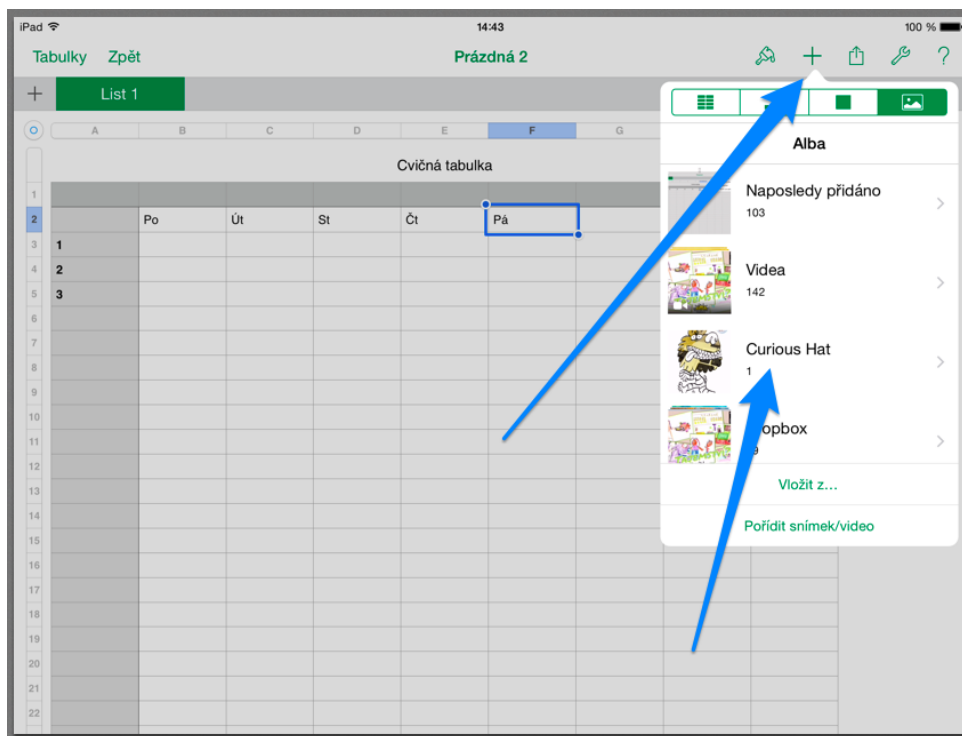 iPad 14:43 100 %
Tabulky Zpět Prázdná 2 ?
List 1
A B C D E F G
Cvičná tabulka
1
2 Po Út St Čt Pá
3 1
4 2
5 3
6
7
8
9
10
11
12
13
14
15
16
17
18
19
20
21
22
Alba
Naposledy přidáno
103
Videa
142
Curious Hat
1
Vložit z...
Pořídit snímek/video